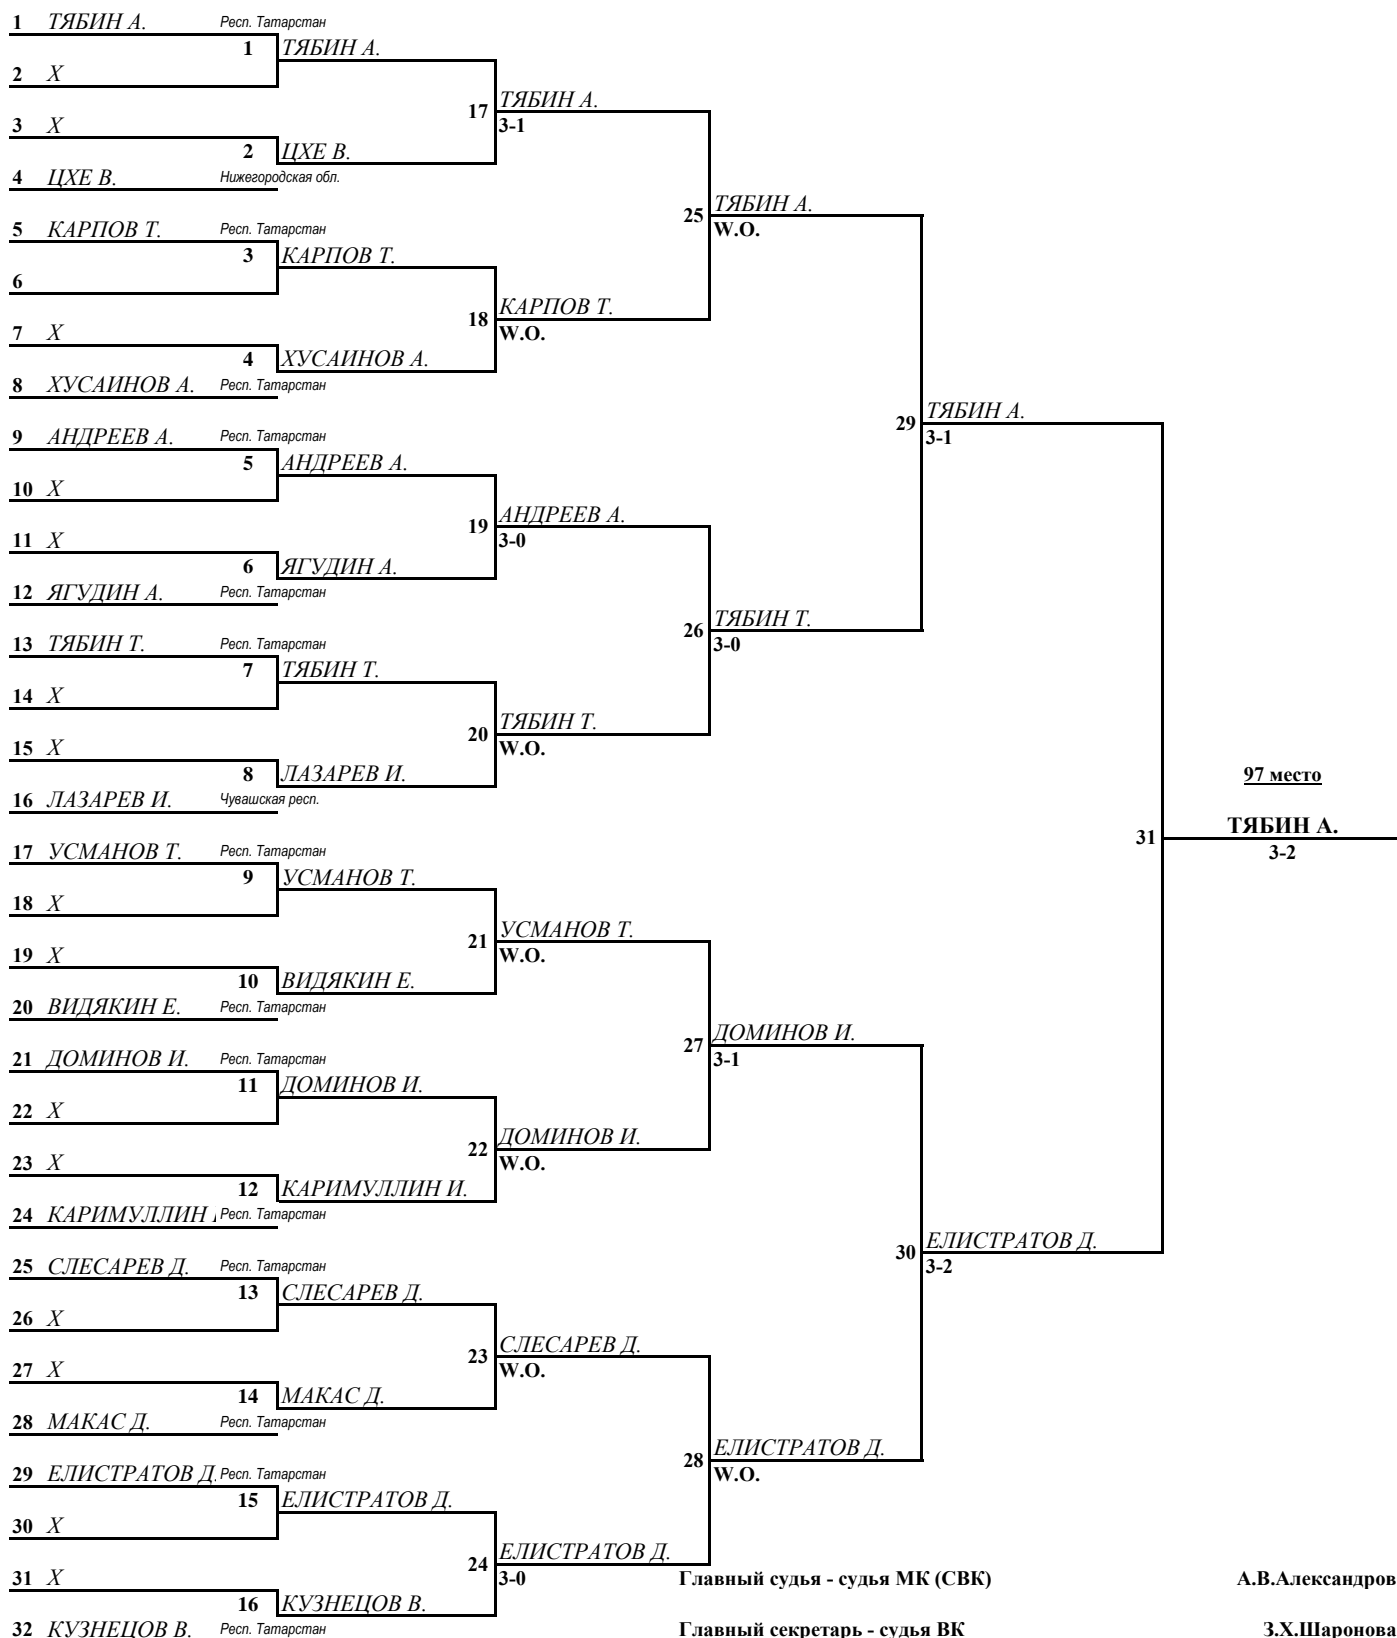 1 ТЯБИН А. Респ. Татарстан
1 ТЯБИН А.
2 X
17 ТЯБИН А.
3-1
3 X
2 ЦХЕ В.
4 ЦХЕ В. Нижегородская обл.
25 ТЯБИН А.
W.O.
5 КАРПОВ Т. Респ. Татарстан
3 КАРПОВ Т.
6
18 КАРПОВ Т.
W.O.
7 X
4 ХУСАИНОВ А.
8 ХУСАИНОВ А. Респ. Татарстан
29 ТЯБИН А.
3-1
9 АНДРЕЕВ А. Респ. Татарстан
5 АНДРЕЕВ А.
10 X
19 АНДРЕЕВ А.
3-0
11 X
6 ЯГУДИН А.
12 ЯГУДИН А. Респ. Татарстан
26 ТЯБИН Т.
3-0
13 ТЯБИН Т. Респ. Татарстан
7 ТЯБИН Т.
14 X
20 ТЯБИН Т.
W.O.
15 X
8 ЛАЗАРЕВ И.
97 место
16 ЛАЗАРЕВ И. Чувашская респ.
31 ТЯБИН А.
3-2
17 УСМАНОВ Т. Респ. Татарстан
9 УСМАНОВ Т.
18 X
21 УСМАНОВ Т.
W.O.
19 X
10 ВИДЯКИН Е.
20 ВИДЯКИН Е. Респ. Татарстан
27 ДОМИНОВ И.
3-1
21 ДОМИНОВ И. Респ. Татарстан
11 ДОМИНОВ И.
22 X
22 ДОМИНОВ И.
W.O.
23 X
12 КАРИМУЛЛИН И.
24 КАРИМУЛЛИН Респ. Татарстан
30 ЕЛИСТРАТОВ Д.
3-2
25 СЛЕСАРЕВ Д. Респ. Татарстан
13 СЛЕСАРЕВ Д.
26 X
23 СЛЕСАРЕВ Д.
W.O.
27 X
14 МАКАС Д.
28 МАКАС Д. Респ. Татарстан
28 ЕЛИСТРАТОВ Д.
W.O.
29 ЕЛИСТРАТОВ Д. Респ. Татарстан
15 ЕЛИСТРАТОВ Д.
30 X
24 ЕЛИСТРАТОВ Д.
3-0
31 X
Главный судья - судья МК (СВК) А.В.Александров
16 КУЗНЕЦОВ В.
32 КУЗНЕЦОВ В. Респ. Татарстан
Главный секретарь - судья ВК З.Х.Шаронова